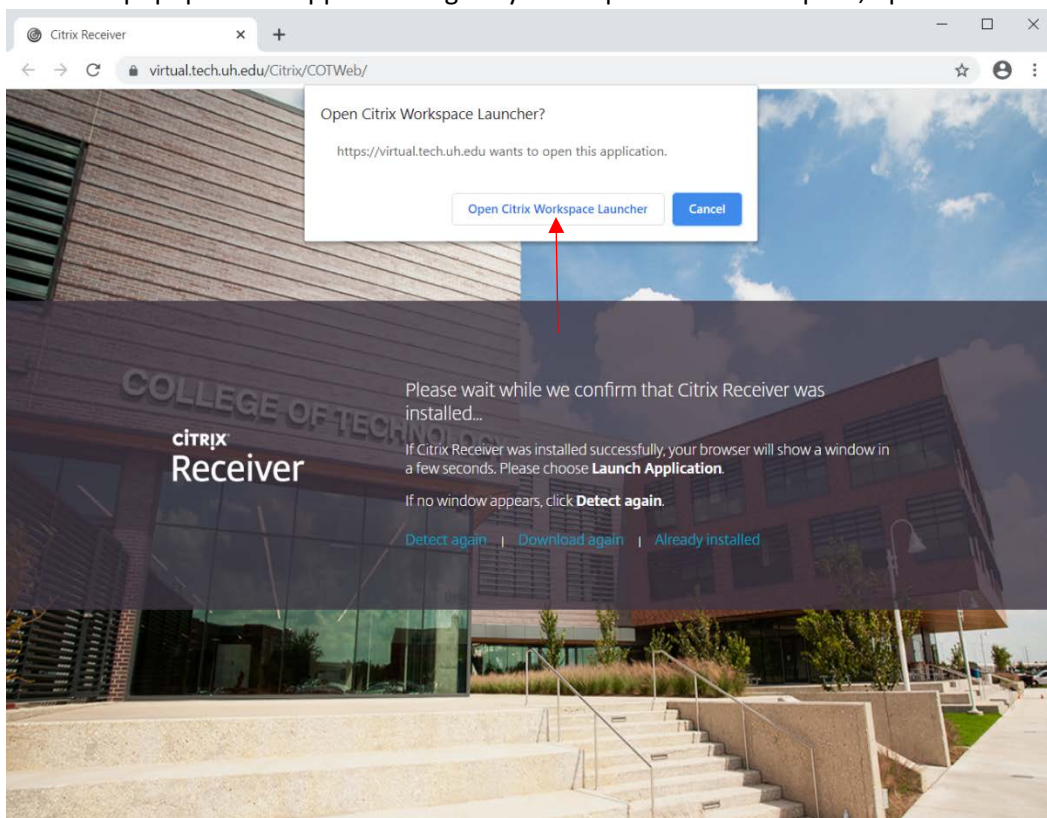 Citrix Receiver
virtual.tech.uh.edu/Citrix/COTWeb/
Open Citrix Workspace Launcher?
https://virtual.tech.uh.edu wants to open this application.
Open Citrix Workspace Launcher Cancel
COLLEGE OF TECHNOLOGY
CITRIX
Receiver
Please wait while we confirm that Citrix Receiver was
installed...
If Citrix Receiver was installed successfully, your browser will show a window in
a few seconds. Please choose Launch Application.
If no window appears, click Detect again.
Detect again | Download again | Already installed